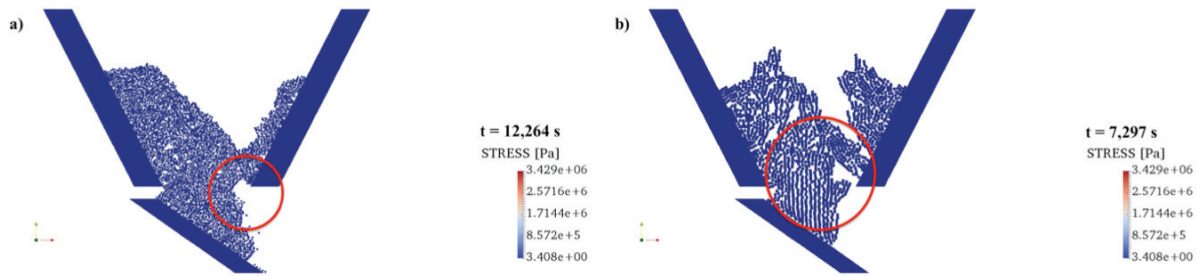 a)
t = 12,264 s
STRESS [Pa]
3.429e+06
2.5716e+6
1.7144e+6
8.572e+5
3.408e+00
b)
t = 7,297 s
STRESS [Pa]
3.429e+06
2.5716e+6
1.7144e+6
8.572e+5
3.408e+00